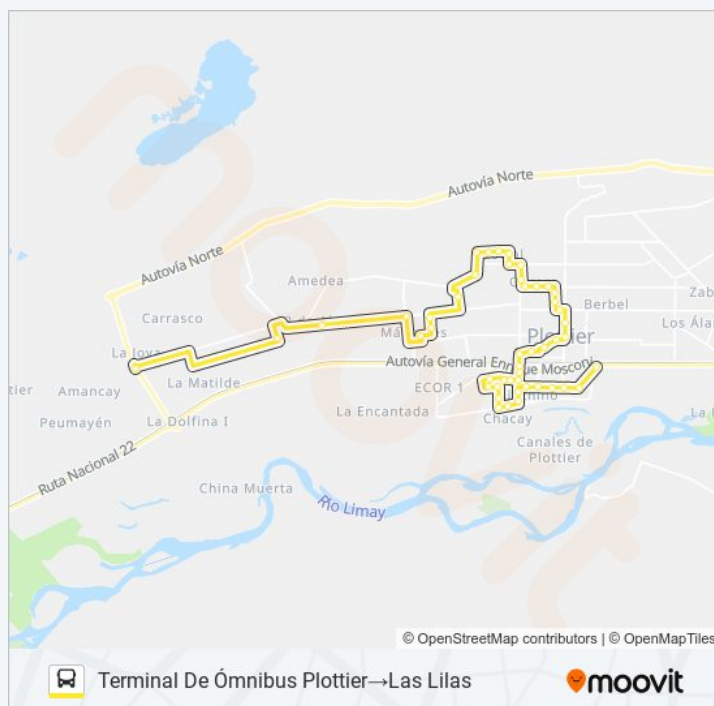 Autovía Norte
Autovía Norte
Amedea
Zab
Carrasco
Berbel
Los Ála
Plottier
La Joya
Autovía General Enrique Mosconi
tier
Amancay
La Matilde
ECOR 1
La Encantada
Chacay
Peumayén
La Dolfina I
Canales de
Plottier
Ruta Nacional 22
China Muerta
Río Limay
© OpenStreetMap contributors | © OpenMapTiles
Terminal De Ómnibus Plottier→Las Lilas
moovit